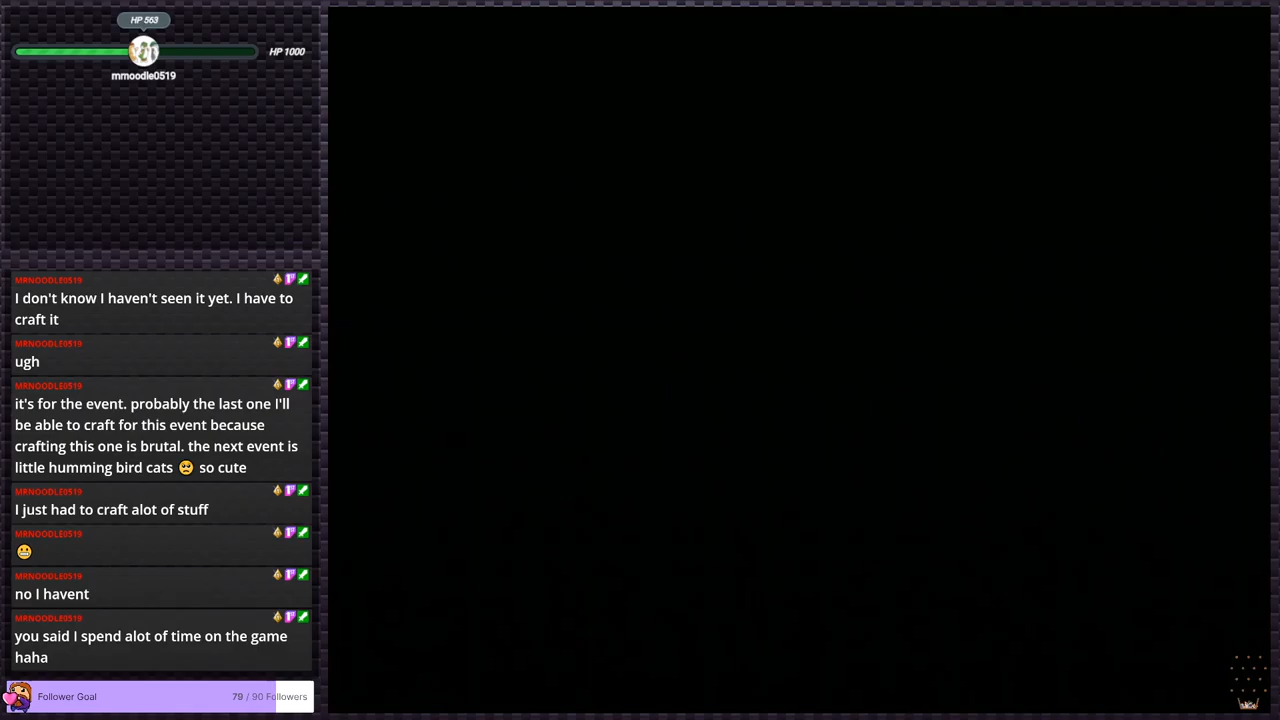 HP 563
HP 1000
mrnoodle0519
MRNOODLE0519
I don't know I haven't seen it yet. I have to
craft it
MRNOODLE0519
ugh
MRNOODLE0519
it's for the event. probably the last one I'll
be able to craft for this event because
crafting this one is brutal. the next event is
little humming bird cats 🥺 so cute
MRNOODLE0519
I just had to craft alot of stuff
MRNOODLE0519
😬
MRNOODLE0519
no I havent
MRNOODLE0519
you said I spend alot of time on the game
haha
Follower Goal 79 / 90 Followers